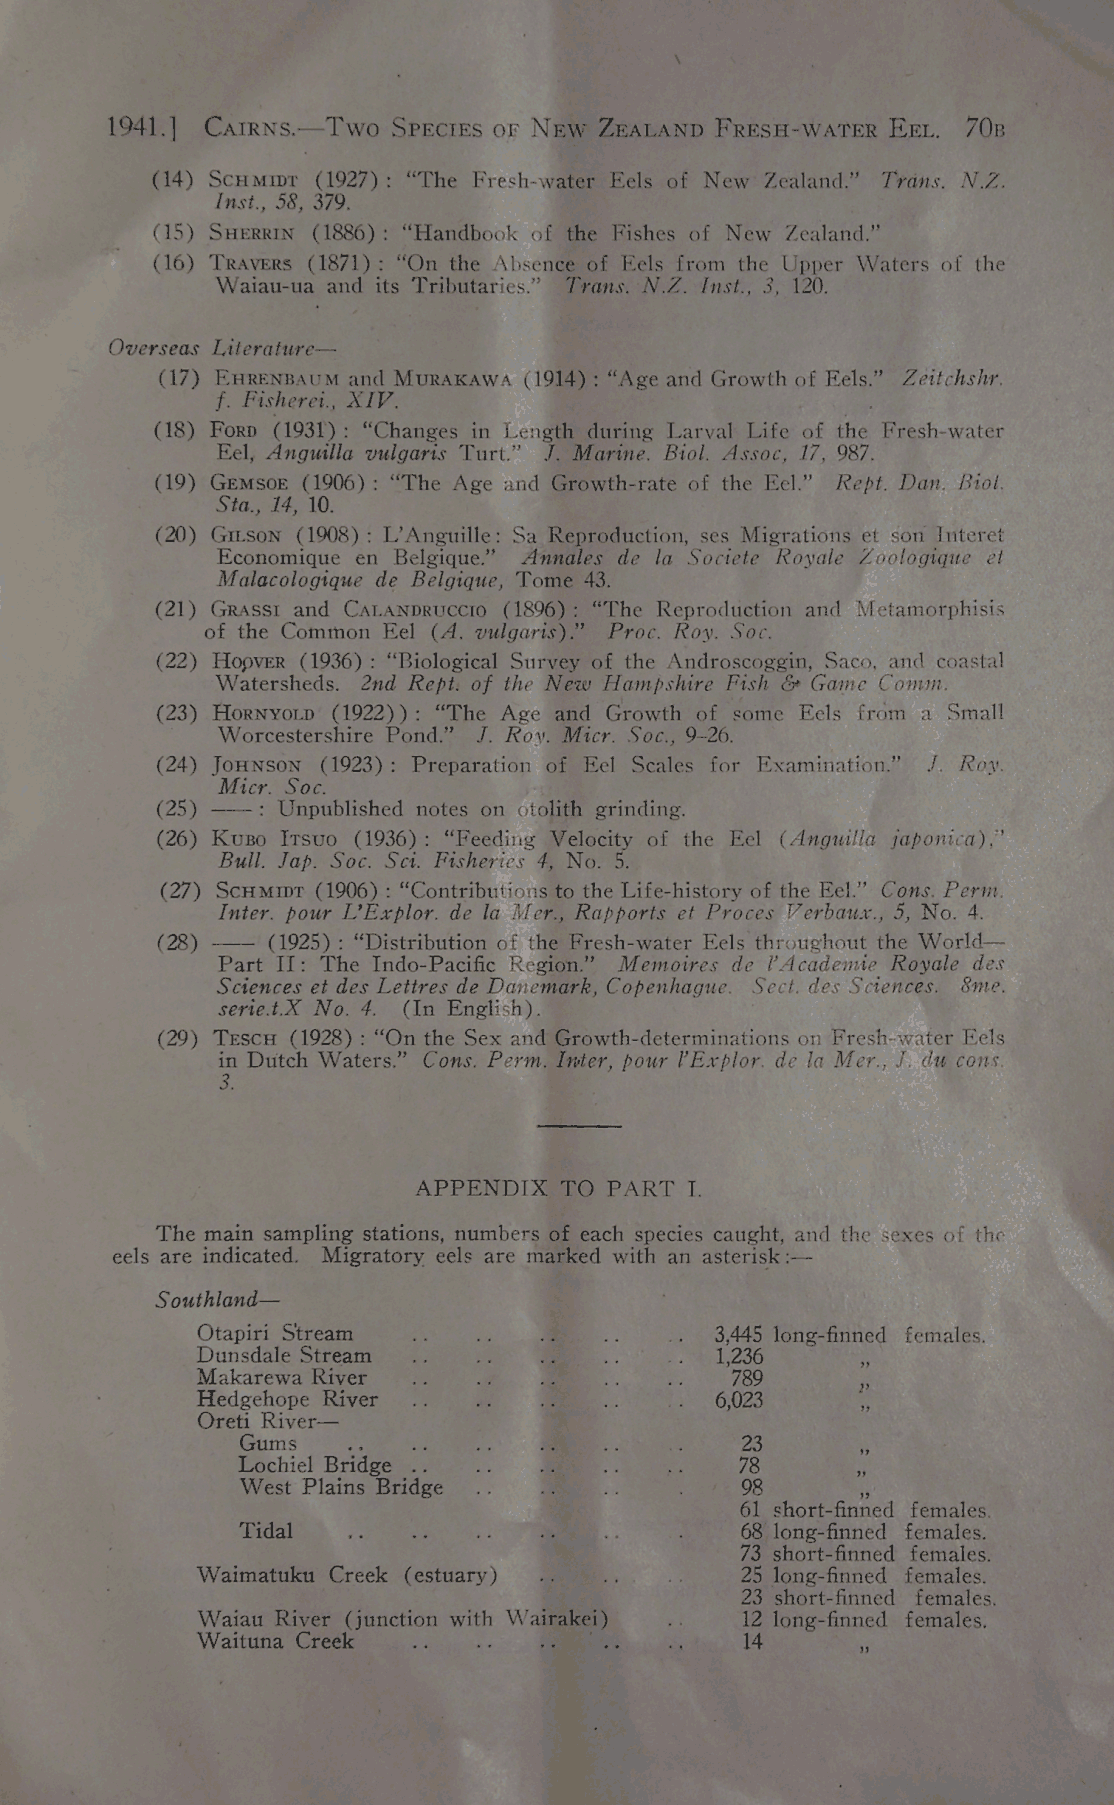 1941.] CAIRNS.—TWO SPECIES OF NEW ZEALAND FRESH-WATER EEL. 70B
(14) SCHMIDT (1927): “The Fresh-water Eels of New Zealand.” Trans. N.Z.
Inst., 58, 379.
(15) SHERRIN (1886): “Handbook of the Fishes of New Zealand.”
(16) TRAVERS (1871): “On the Absence of Eels from the Upper Waters of the
Waiau-ua and its Tributaries.” Trans. N.Z. Inst., 3, 120.
Overseas Literature—
(17) EHRENBAUM and MURAKAWA (1914): “Age and Growth of Eels.” Zeitchshr.
f. Fisherei., XIV.
(18) FORD (1931): “Changes in Length during Larval Life of the Fresh-water
Eel, Anguilla vulgaris Turt.” J. Marine. Biol. Assoc, 17, 987.
(19) GEMSOE (1906): “The Age and Growth-rate of the Eel.” Rept. Dan. Biol.
Sta., 14, 10.
(20) GILSON (1908): L’Anguille: Sa Reproduction, ses Migrations et son Interet
Economique en Belgique.” Annales de la Societe Royale Zoologique et
Malacologique de Belgique, Tome 43.
(21) GRASSI and CALANDRUCCIO (1896): “The Reproduction and Metamorphisis
of the Common Eel (A. vulgaris).” Proc. Roy. Soc.
(22) HOOVER (1936): “Biological Survey of the Androscoggin, Saco, and coastal
Watersheds. 2nd Rept. of the New Hampshire Fish & Game Comm.
(23) HORNYOLD (1922)): “The Age and Growth of some Eels from a Small
Worcestershire Pond.” J. Roy. Micr. Soc., 9–26.
(24) JOHNSON (1923): Preparation of Eel Scales for Examination.” J. Roy.
Micr. Soc.
(25) ——: Unpublished notes on otolith grinding.
(26) KUBO ITSUO (1936): “Feeding Velocity of the Eel (Anguilla japonica),”
Bull. Jap. Soc. Sci. Fisheries 4, No. 5.
(27) SCHMIDT (1906): “Contributions to the Life-history of the Eel.” Cons. Perm.
Inter. pour L’Explor. de la Mer., Rapports et Proces Verbaux., 5, No. 4.
(28) —— (1925): “Distribution of the Fresh-water Eels throughout the World—
Part II: The Indo-Pacific Region.” Memoires de l’Academie Royale des
Sciences et des Lettres de Danemark, Copenhague. Sect. des Sciences. 8me.
serie.t.X No. 4. (In English).
(29) TESCH (1928): “On the Sex and Growth-determinations on Fresh-water Eels
in Dutch Waters.” Cons. Perm. Inter, pour l’Explor. de la Mer., J. du cons.
3.
APPENDIX TO PART I.
The main sampling stations, numbers of each species caught, and the sexes of the
eels are indicated. Migratory eels are marked with an asterisk:—
Southland—
Otapiri Stream .. .. .. .. .. 3,445 long-finned females.
Dunsdale Stream .. .. .. .. .. 1,236 ,,
Makarewa River .. .. .. .. .. 789 ,,
Hedgehope River .. .. .. .. .. 6,023 ,,
Oreti River—
Gums .. .. .. .. .. .. 23 ,,
Lochiel Bridge .. .. .. .. .. 78 ,,
West Plains Bridge .. .. .. .. 98 ,,
61 short-finned females.
Tidal .. .. .. .. .. .. 68 long-finned females.
73 short-finned females.
Waimatuku Creek (estuary) .. .. .. 25 long-finned females.
23 short-finned females.
Waiau River (junction with Wairakei) .. 12 long-finned females.
Waituna Creek .. .. .. .. .. 14 ,,